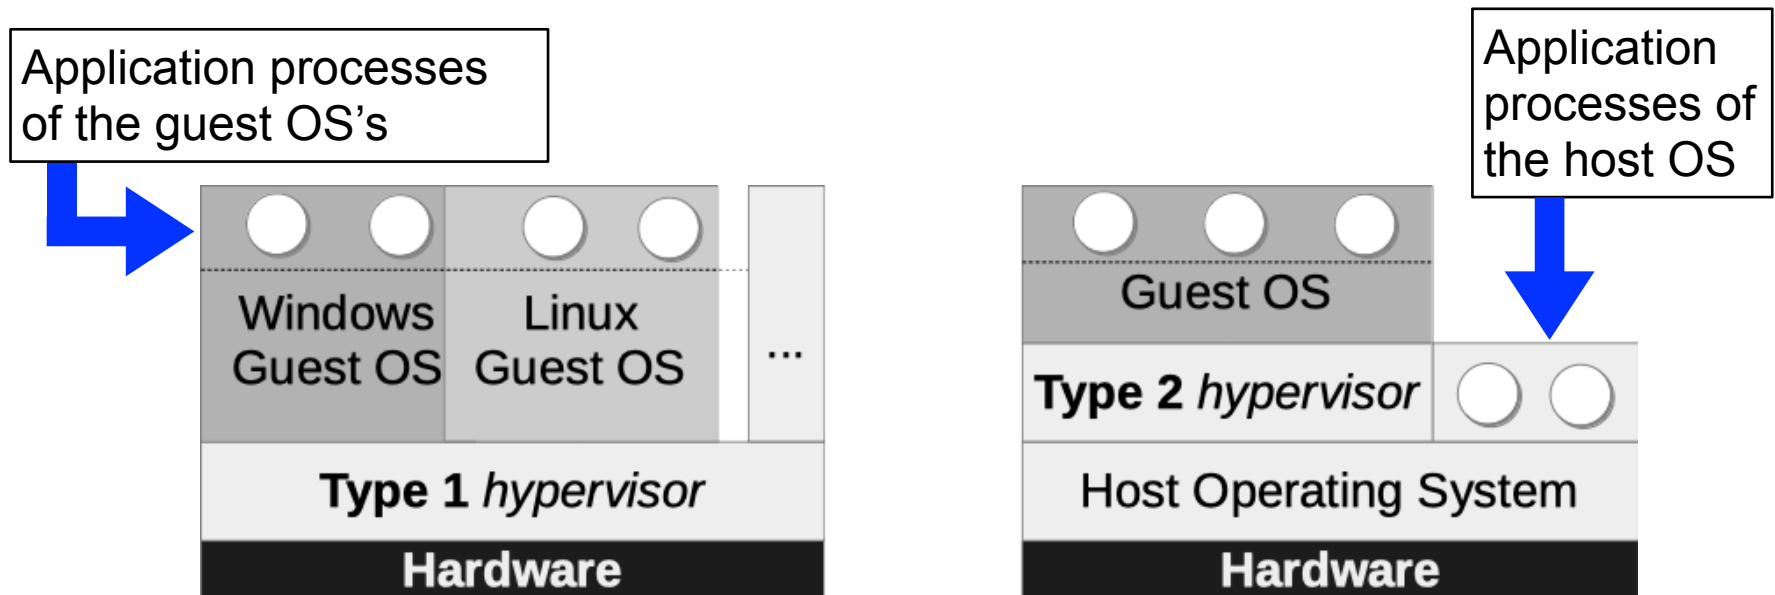 Application processes
of the guest OS’s
Windows
Guest OS
Linux
Guest OS
...
Type 1 hypervisor
Hardware
Application
processes of
the host OS
Guest OS
Type 2 hypervisor
Host Operating System
Hardware